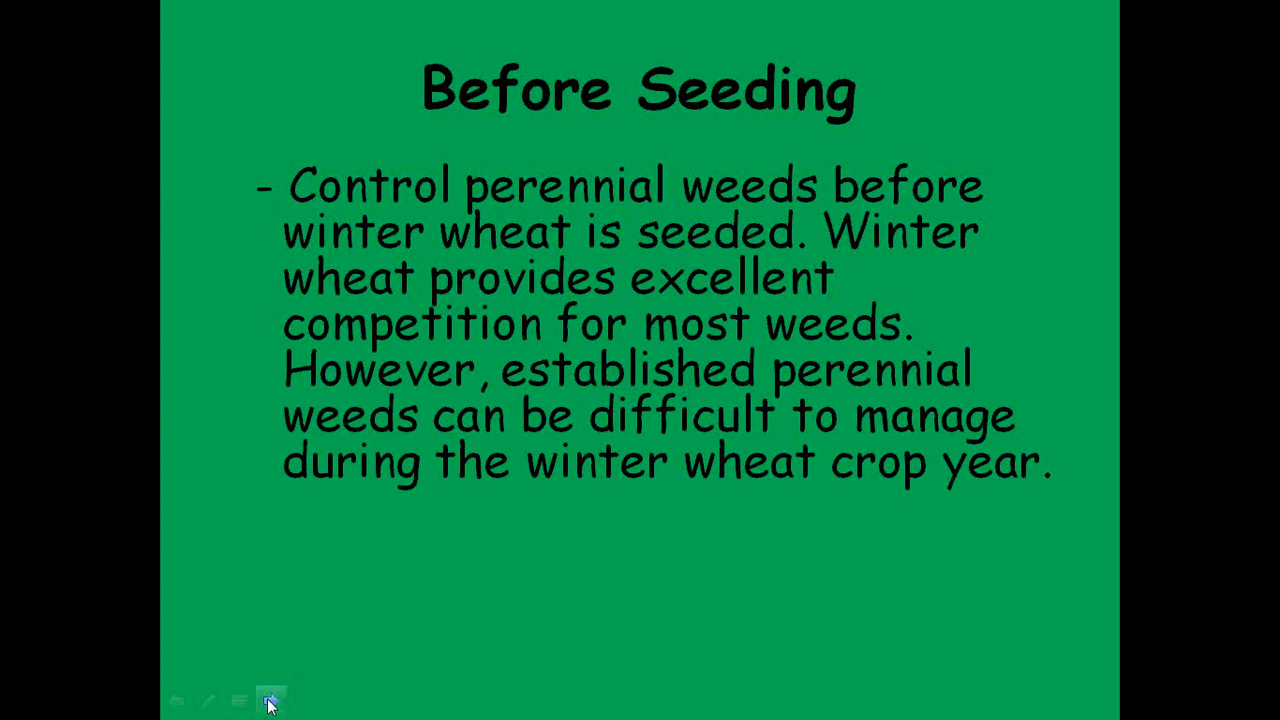 Before Seeding
- Control perennial weeds before
winter wheat is seeded. Winter
wheat provides excellent
competition for most weeds.
However, established perennial
weeds can be difficult to manage
during the winter wheat crop year.